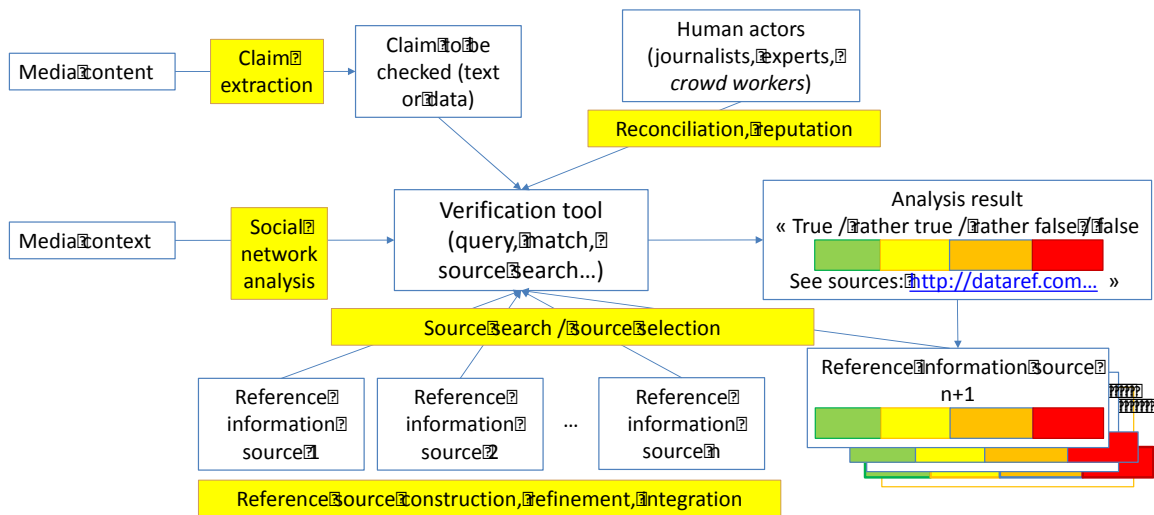 Media content
Claim
extraction
Claim to be
checked (text
or data)
Human actors
(journalists, experts,
crowd workers)
Reconciliation, reputation
Media context
Social
network
analysis
Verification tool
(query, match,
source search...)
Analysis result
« True / rather true / rather false / false
See sources: http://dataref.com... »
Source search / source selection
Reference
information
source 1
Reference
information
source 2
...
Reference
information
source n
Reference information source
n+1
Reference source construction, refinement, integration